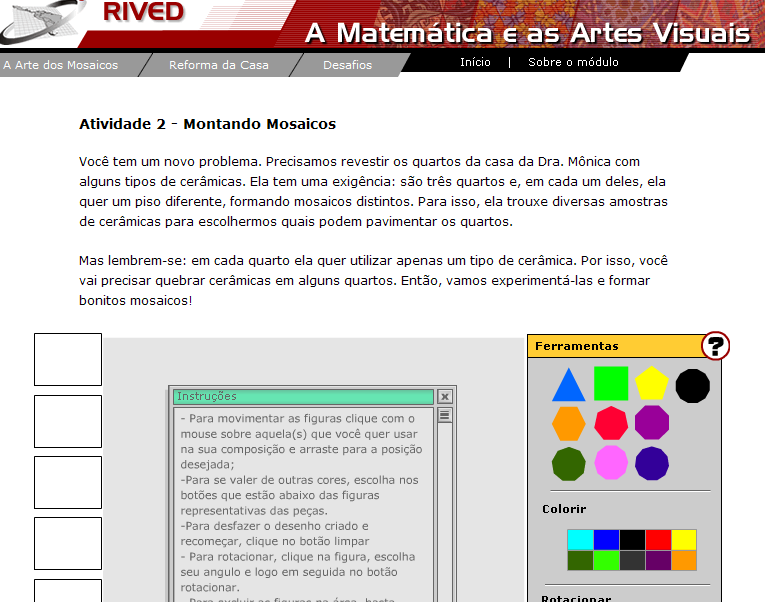 RIVED
A Matemática e as Artes Visuais
A Arte dos Mosaicos
Reforma da Casa
Desafios
Início | Sobre o módulo
Atividade 2 - Montando Mosaicos
Você tem um novo problema. Precisamos revestir os quartos da casa da Dra. Mônica com
alguns tipos de cerâmicas. Ela tem uma exigência: são três quartos e, em cada um deles, ela
quer um piso diferente, formando mosaicos distintos. Para isso, ela trouxe diversas amostras
de cerâmicas para escolhermos quais podem pavimentar os quartos.
Mas lembrem-se: em cada quarto ela quer utilizar apenas um tipo de cerâmica. Por isso, você
vai precisar quebrar cerâmicas em alguns quartos. Então, vamos experimentá-las e formar
bonitos mosaicos!
Instruções
- Para movimentar as figuras clique com o
mouse sobre aquela(s) que você quer usar
na sua composição e arraste para a posição
desejada;
-Para se valer de outras cores, escolha nos
botões que estão abaixo das figuras
representativas das peças.
-Para desfazer o desenho criado e
recomeçar, clique no botão limpar
- Para rotacionar, clique na figura, escolha
seu angulo e logo em seguida no botão
rotacionar.
- Para excluir as figuras na área, basta
Ferramentas
?
Colorir
Rotacionar